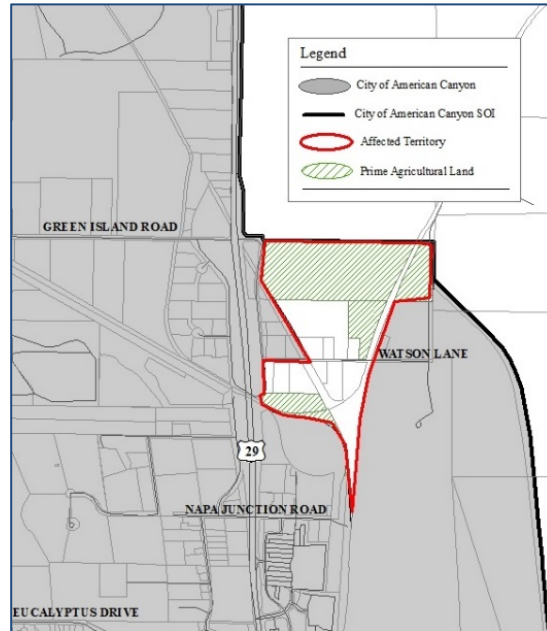 Legend
City of American Canyon
City of American Canyon SOI
Affected Territory
Prime Agricultural Land
GREEN ISLAND ROAD
WATSON LANE
29
NAPA JUNCTION ROAD
EUCALYPTUS DRIVE